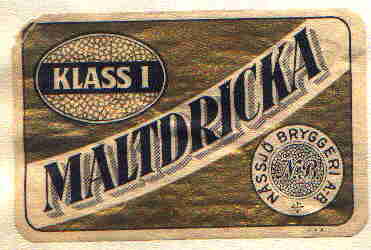 KLASS I
MALTDRICKA
NÄSSJÖ BRYGGERI A.-B.
N.B.